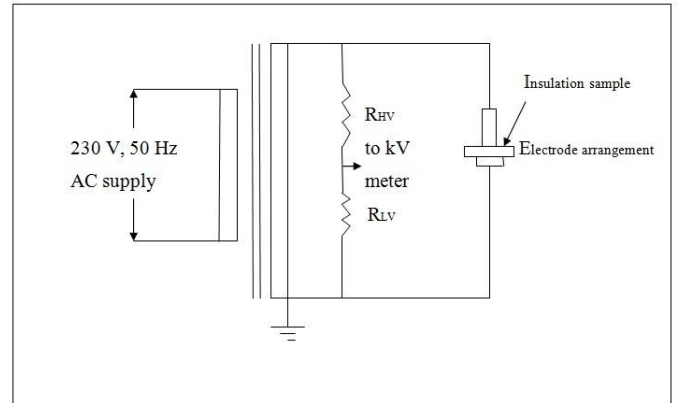 Insulation sample
Electrode arrangement
230 V, 50 Hz
AC supply
RHV
to kV
meter
RLV